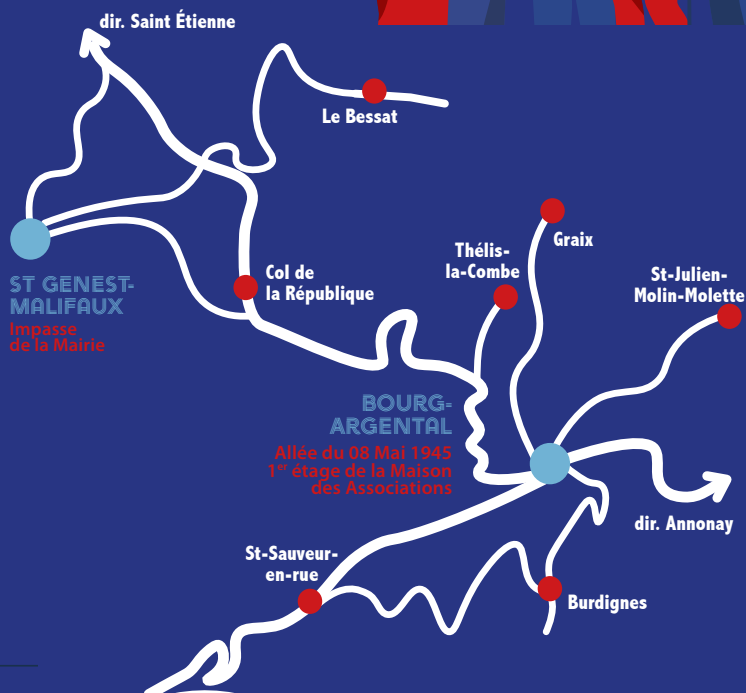 dir. Saint Étienne
Le Bessat
Graix
Thélis-
la-Combe
St-Julien-
Molin-Molette
Col de
la République
ST GENEST-
MALIFAUX
Impasse
de la Mairie
BOURG-
ARGENTAL
Allée du 08 Mai 1945
1er étage de la Maison
des Associations
dir. Annonay
St-Sauveur-
en-rue
Burdignes